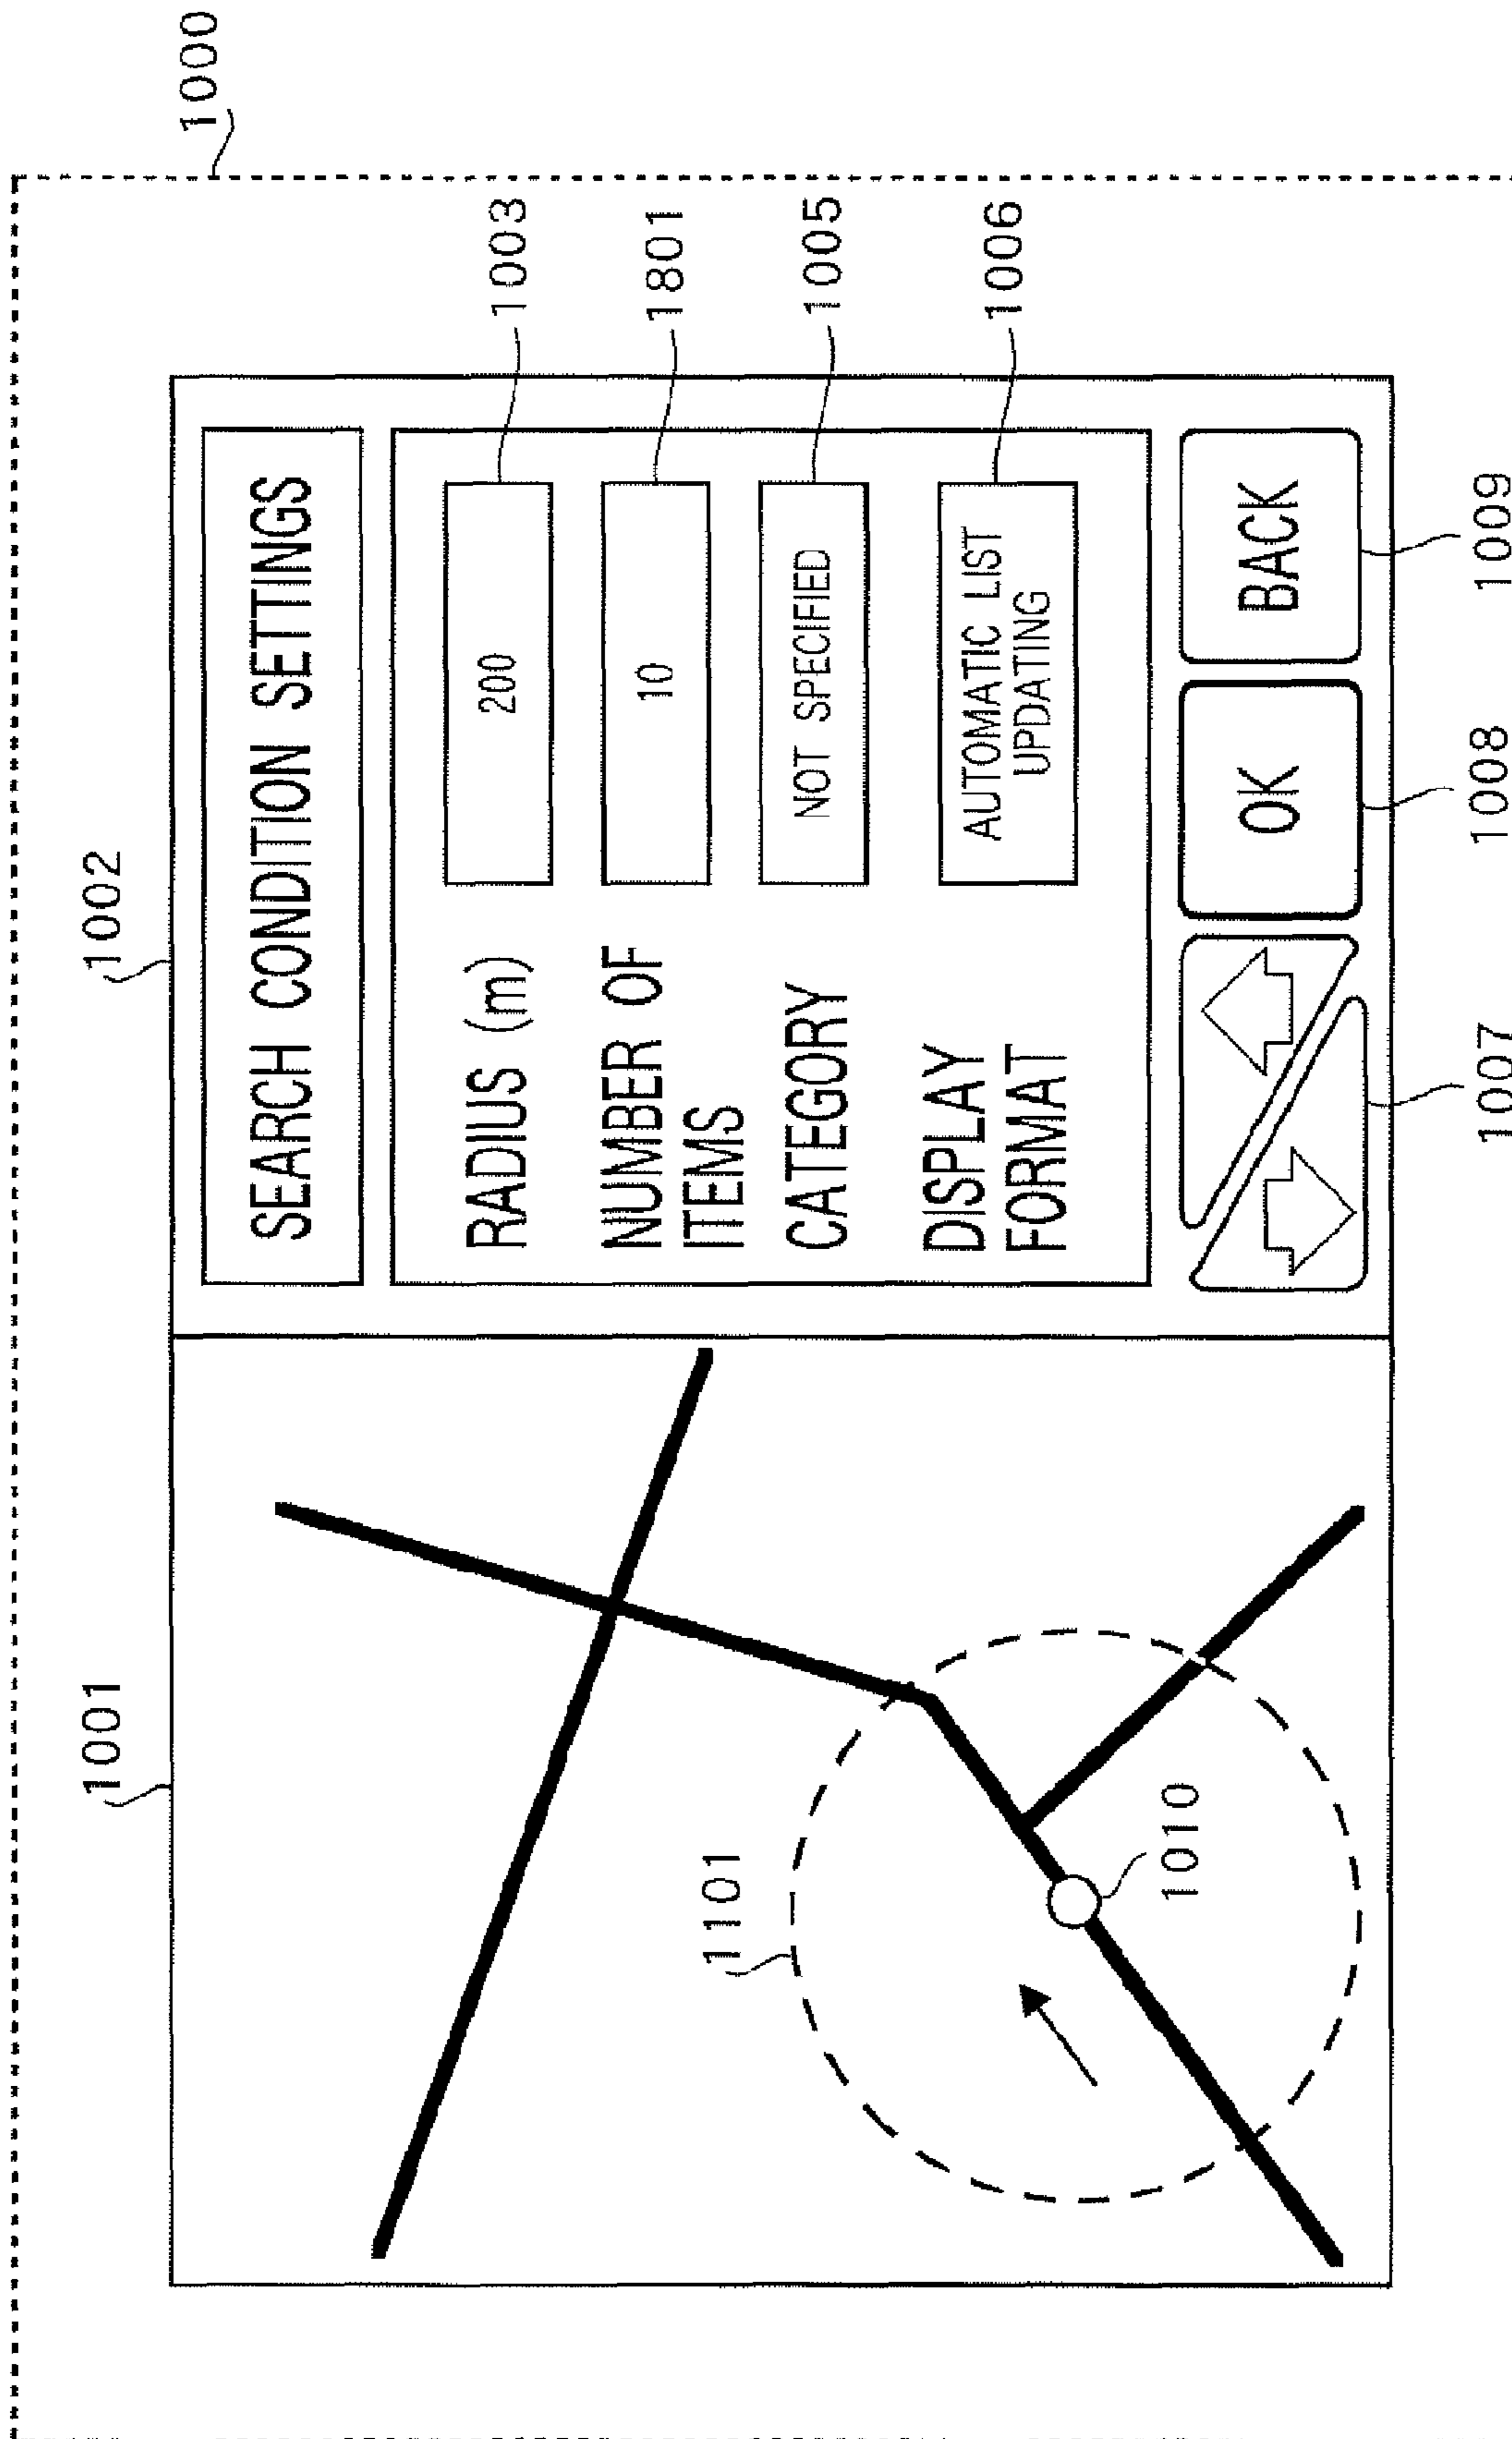 1000
1001
1002
SEARCH CONDITION SETTINGS
RADIUS (m)
200
1003
NUMBER OF
ITEMS
10
1801
CATEGORY
NOT SPECIFIED
1005
DISPLAY
FORMAT
AUTOMATIC LIST
UPDATING
1006
1101
1010
OK
BACK
1007
1008
1009